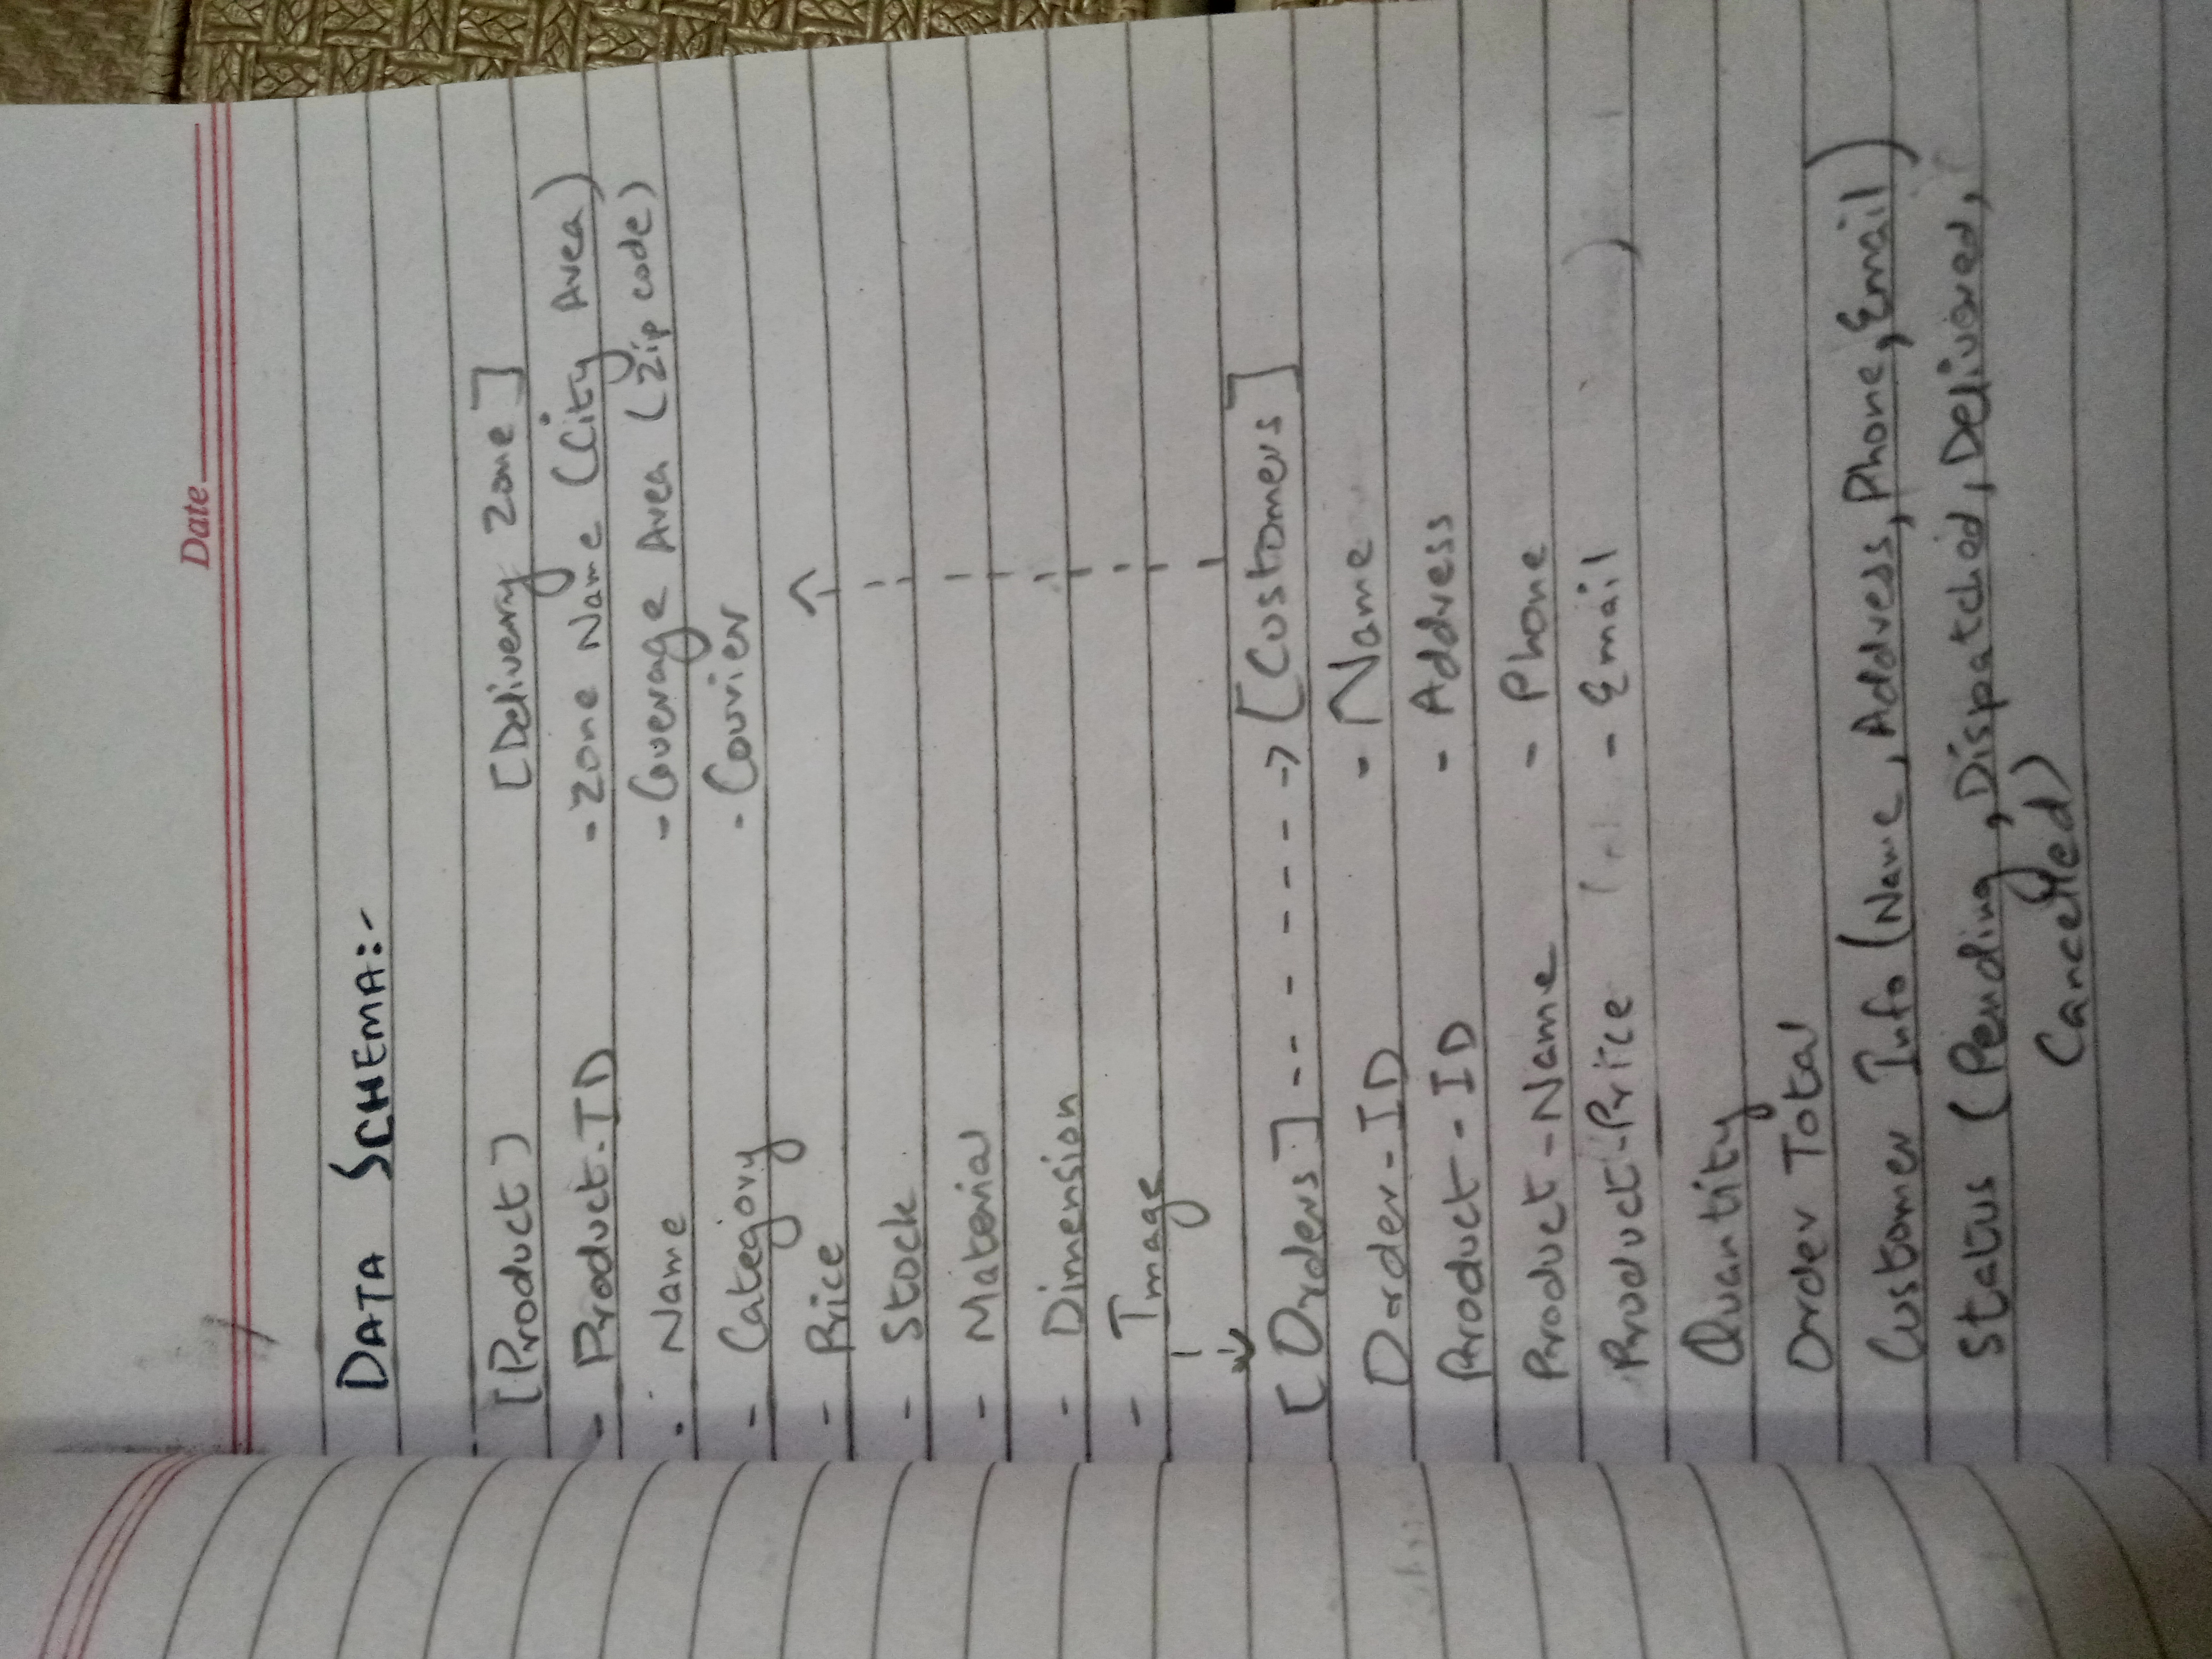 Date
DATA SCHEMA:-
[Product]
- Product-ID
- Name
- Category
- Price
- Stock
- Material
- Dimension
- Image
[Delivery Zone]
- Zone Name (City Area)
- Coverage Area (Zip code)
- Courier
[Orders] -- - - - - -> [Customers]
Order-ID
Product-ID
Product-Name
Product-Price
Quantity
Order Total
Customer Info (Name, Address, Phone, Email)
Status (Pending, Dispatched, Delivered,
Cancelled)
- Name
- Address
- Phone
- Email